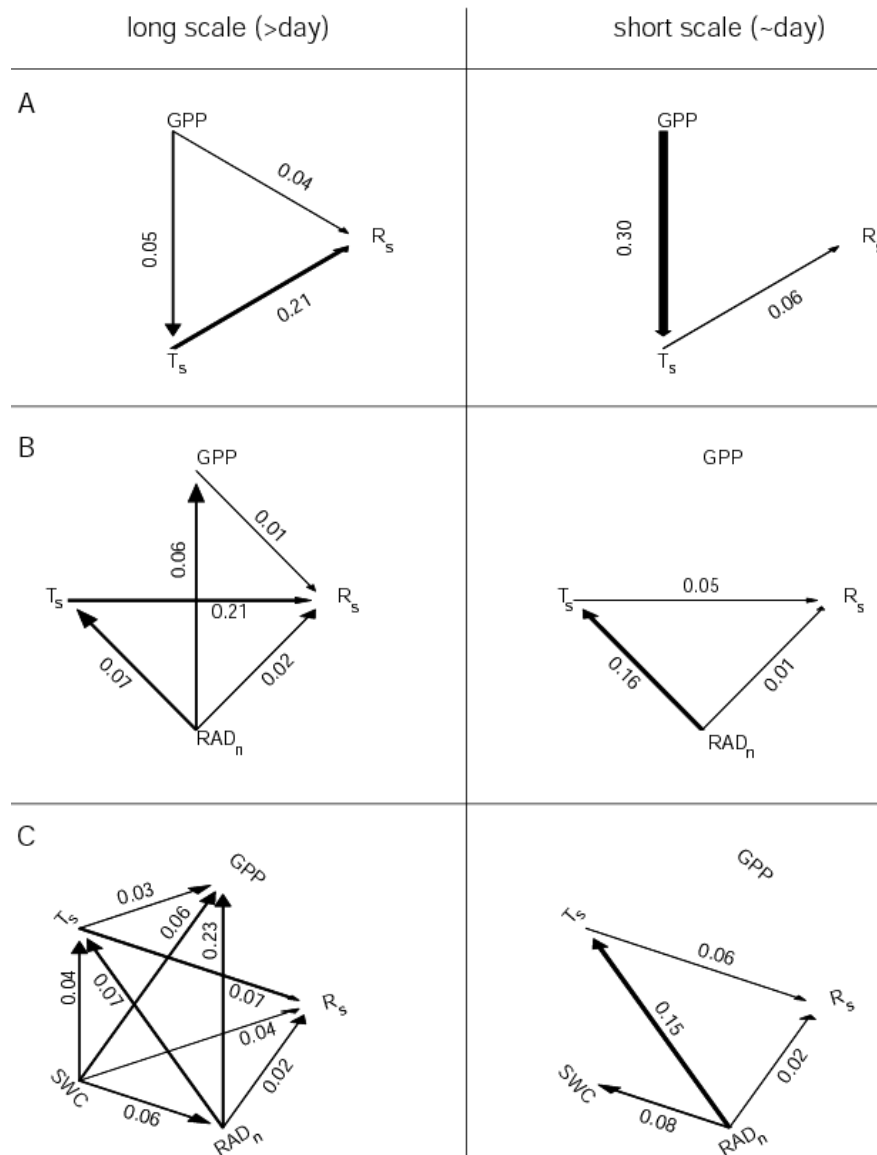 long scale (>day) short scale (~day)
A
GPP GPP
0.04
0.05 R_s 0.30 R_s
0.21 0.06
T_s T_s
B
GPP GPP
0.01
0.06
T_s 0.21 R_s T_s 0.05 R_s
0.07 0.02 0.16 0.01
RAD_n RAD_n
C
GPP GPP
0.03
T_s 0.06 0.23 T_s
0.06
0.04 0.07 0.07 R_s R_s
0.04 0.15
SWC 0.02 SWC 0.02
0.06 0.08
RAD_n RAD_n